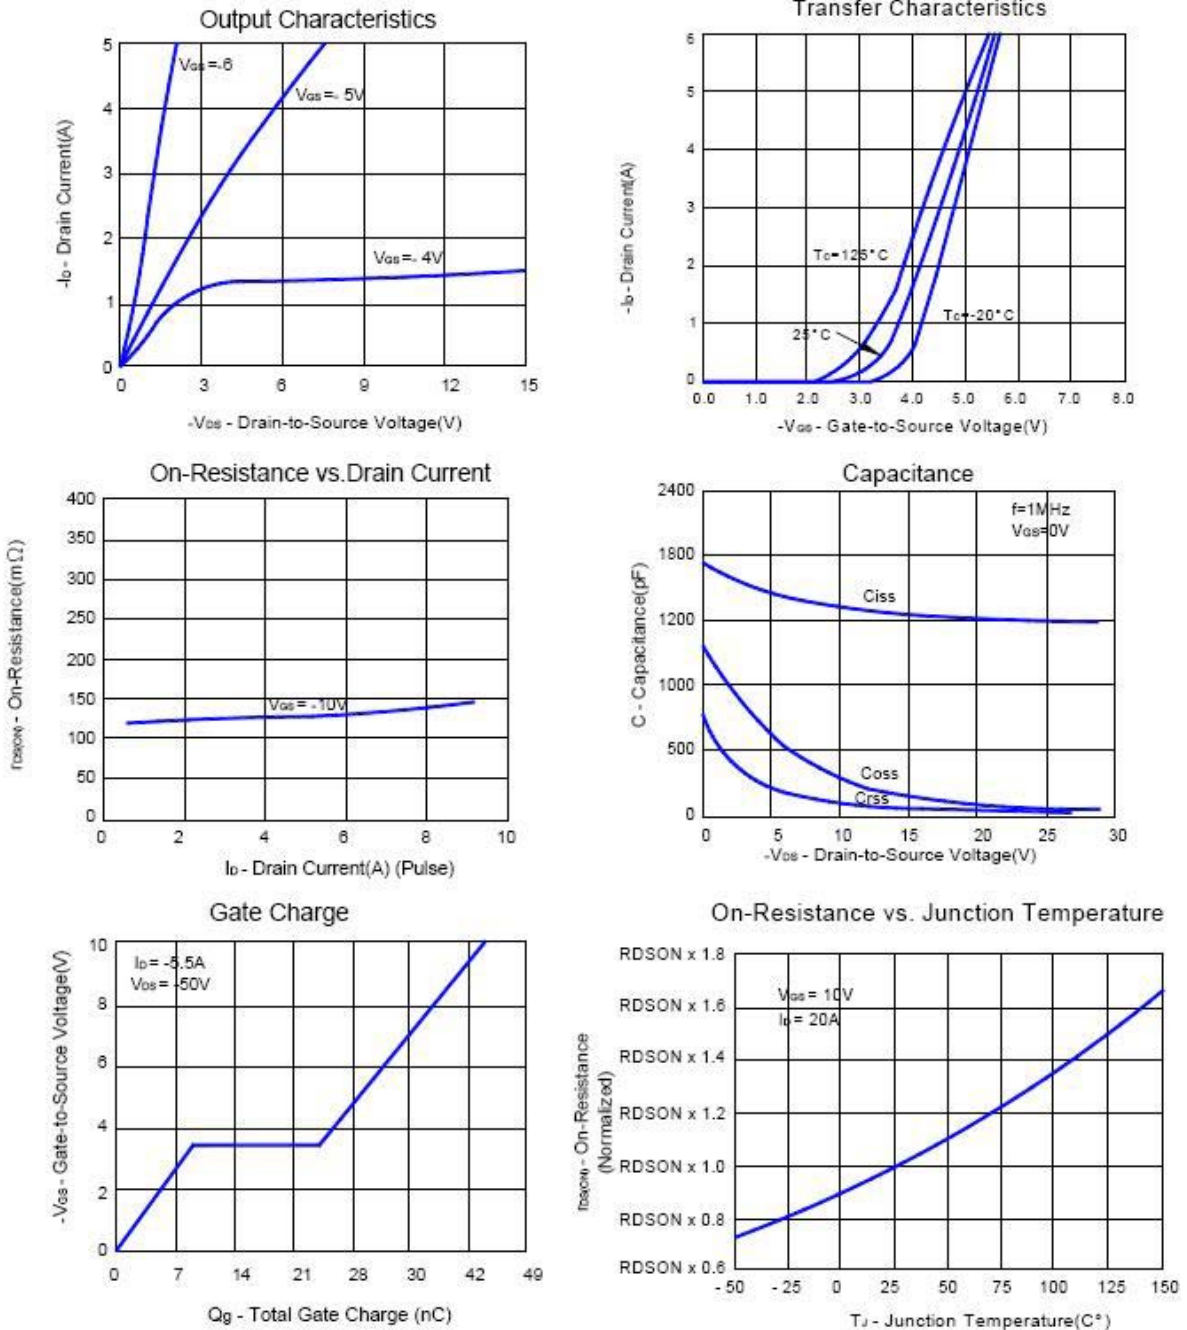 Output Characteristics
5
4
3
2
1
0
-ID - Drain Current(A)
VGS =-6
VGS =- 5V
VGS =- 4V
0 3 6 9 12 15
-VDS - Drain-to-Source Voltage(V)
Transfer Characteristics
6
5
4
3
2
1
0
-ID - Drain Current(A)
TC=125°C
25°C
TC=-20°C
0.0 1.0 2.0 3.0 4.0 5.0 6.0 7.0 8.0
-VGS - Gate-to-Source Voltage(V)
On-Resistance vs.Drain Current
400
350
300
250
200
150
100
50
0
rDS(ON) - On-Resistance(mΩ)
VGS = -10V
0 2 4 6 8 10
ID - Drain Current(A) (Pulse)
Capacitance
2400
1800
1200
1000
500
0
C - Capacitance(pF)
f=1MHz
VGS=0V
Ciss
Coss
Crss
0 5 10 15 20 25 30
-VDS - Drain-to-Source Voltage(V)
Gate Charge
10
8
6
4
2
0
-VGS - Gate-to-Source Voltage(V)
ID = -5.5A
VDS = -50V
0 7 14 21 28 30 42 49
Qg - Total Gate Charge (nC)
On-Resistance vs. Junction Temperature
RDSON x 1.8
RDSON x 1.6
RDSON x 1.4
RDSON x 1.2
RDSON x 1.0
RDSON x 0.8
RDSON x 0.6
rDS(ON) - On-Resistance
(Normalized)
VGS = 10V
ID = 20A
- 50 - 25 0 25 50 75 100 125 150
TJ - Junction Temperature(C°)